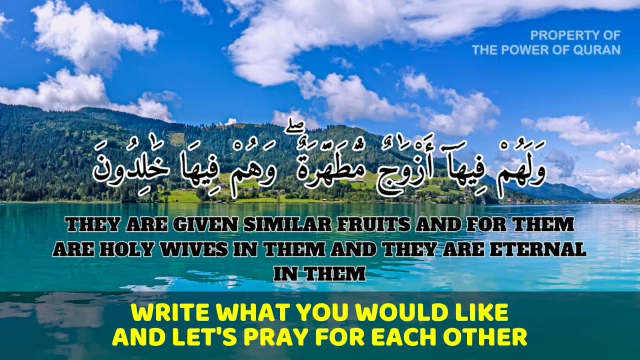 PROPERTY OF
THE POWER OF QURAN
وَلَهُمْ فِيهَآ أَزْوَٰجٌ مُّطَهَّرَةٌ ۖ وَهُمْ فِيهَا خَٰلِدُونَ
THEY ARE GIVEN SIMILAR FRUITS AND FOR THEM
ARE HOLY WIVES IN THEM AND THEY ARE ETERNAL
IN THEM
WRITE WHAT YOU WOULD LIKE
AND LET'S PRAY FOR EACH OTHER